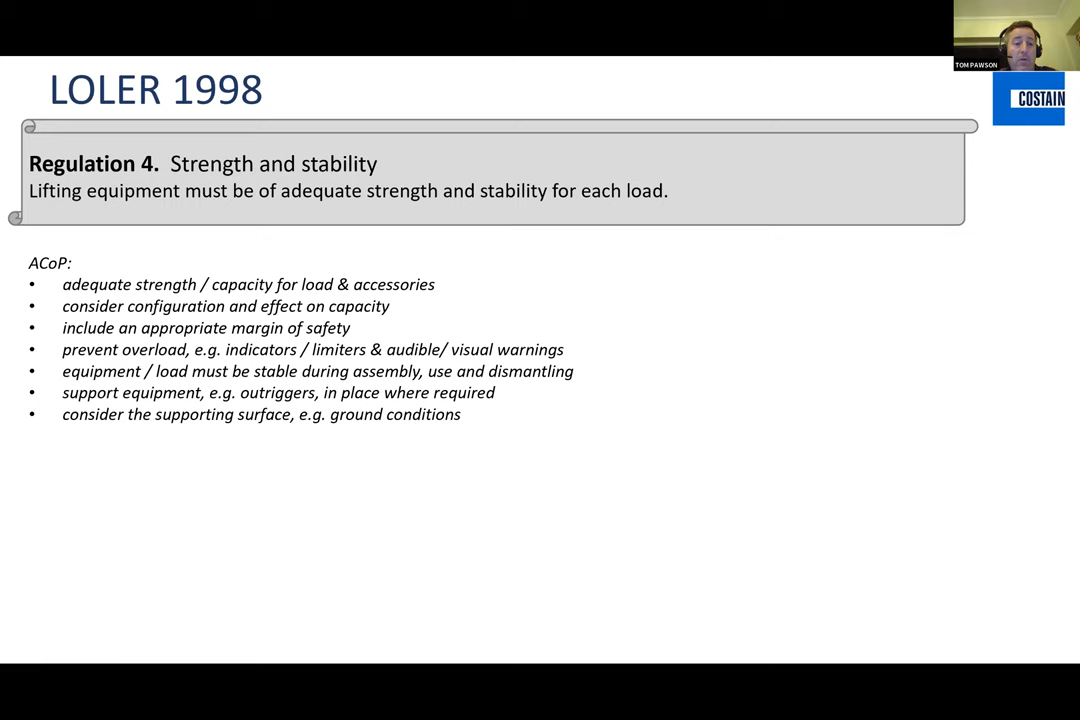 TOM PAWSON
COSTAIN
LOLER 1998
Regulation 4. Strength and stability
Lifting equipment must be of adequate strength and stability for each load.
ACoP:
• adequate strength / capacity for load & accessories
• consider configuration and effect on capacity
• include an appropriate margin of safety
• prevent overload, e.g. indicators / limiters & audible/ visual warnings
• equipment / load must be stable during assembly, use and dismantling
• support equipment, e.g. outriggers, in place where required
• consider the supporting surface, e.g. ground conditions